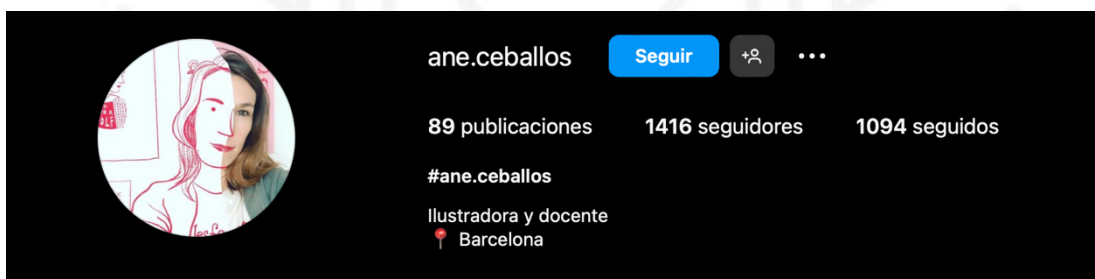 ane.ceballos Seguir
89 publicaciones 1416 seguidores 1094 seguidos
#ane.ceballos
Ilustradora y docente
📍 Barcelona